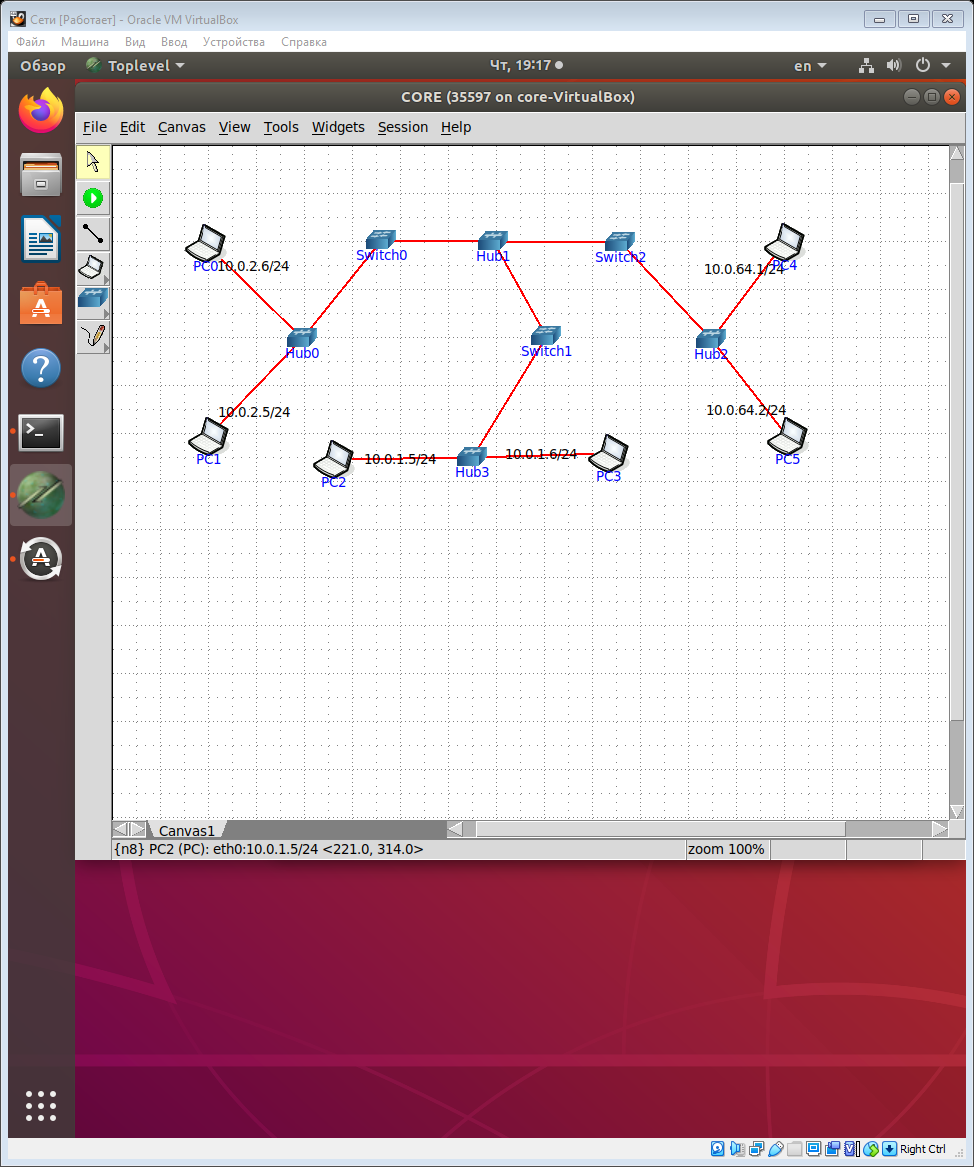 Сети [Работает] - Oracle VM VirtualBox
Файл Машина Вид Ввод Устройства Справка
Обзор Toplevel Чт, 19:17 en
CORE (35597 on core-VirtualBox)
File Edit Canvas View Tools Widgets Session Help
Switch0 Hub1 Switch2
PC0 10.0.2.6/24 10.0.64.1/24 PC4
Hub0 Switch1 Hub2
10.0.2.5/24 10.0.64.2/24
PC1 10.0.1.5/24 10.0.1.6/24 PC5
PC2 Hub3 PC3
Canvas1
{n8} PC2 (PC): eth0:10.0.1.5/24 <221.0, 314.0> zoom 100%
Right Ctrl